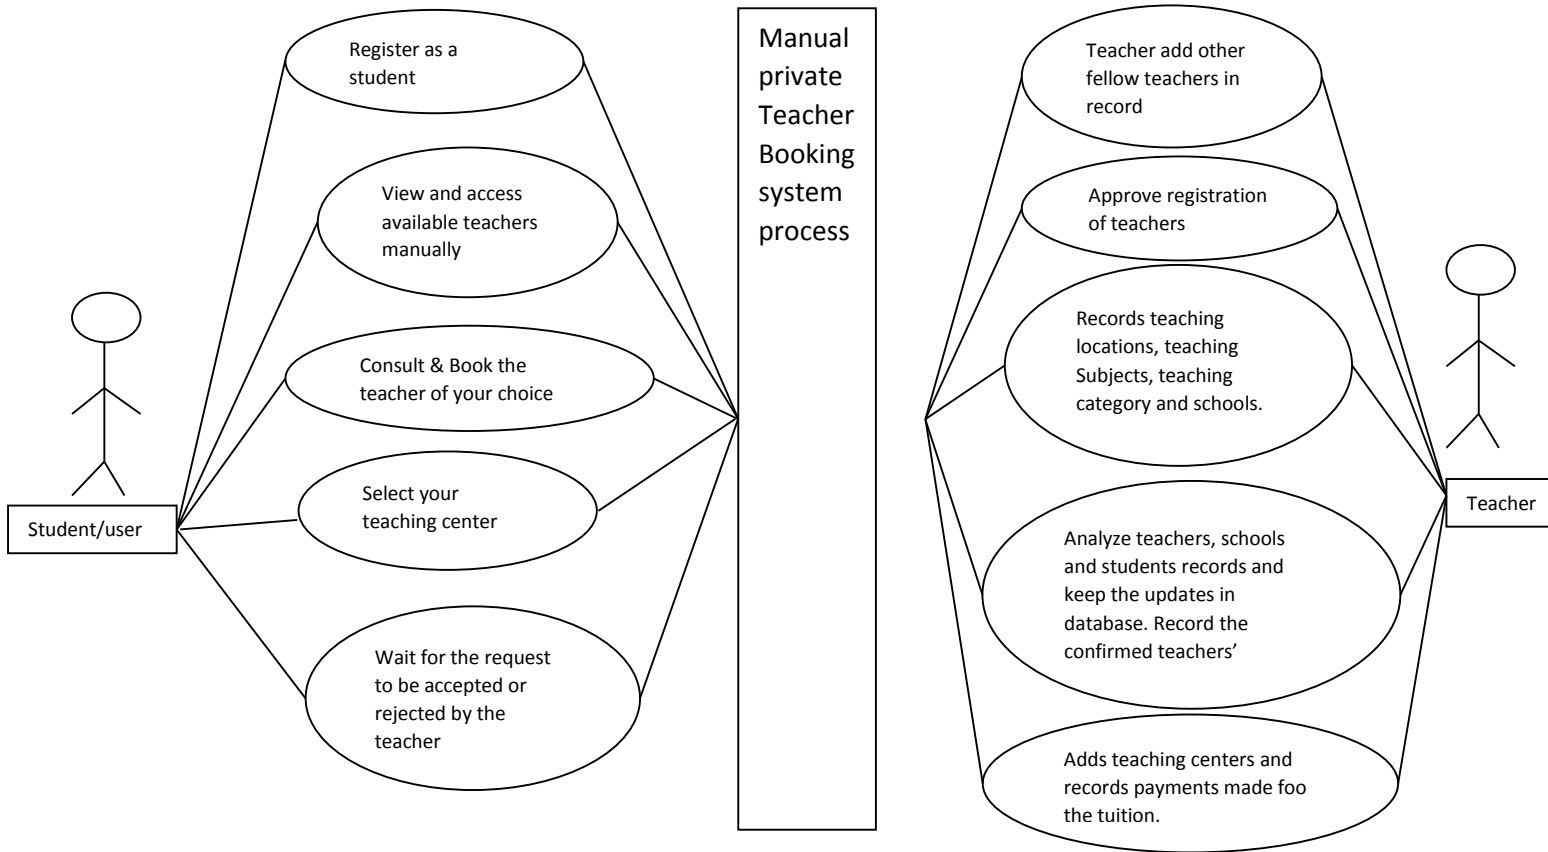 Register as a
student
View and access
available teachers
manually
Consult & Book the
teacher of your choice
Select your
teaching center
Wait for the request
to be accepted or
rejected by the
teacher
Student/user
Manual
private
Teacher
Booking
system
process
Teacher add other
fellow teachers in
record
Approve registration
of teachers
Records teaching
locations, teaching
Subjects, teaching
category and schools.
Analyze teachers, schools
and students records and
keep the updates in
database. Record the
confirmed teachers’
Adds teaching centers and
records payments made foo
the tuition.
Teacher